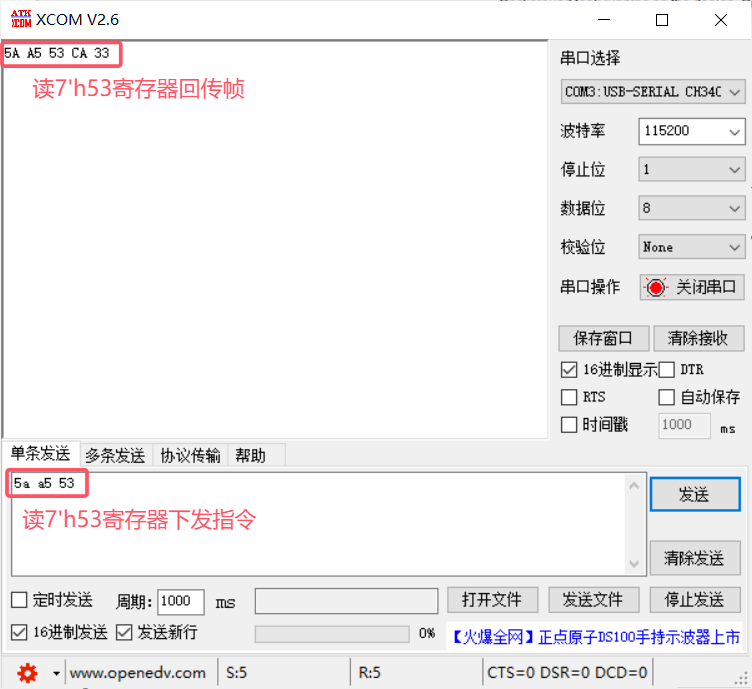 ATK XCOM XCOM V2.6
5A A5 53 CA 33
读7'h53寄存器回传帧
串口选择
COM3:USB-SERIAL CH34C
波特率 115200
停止位 1
数据位 8
校验位 None
串口操作 关闭串口
保存窗口 清除接收
16进制显示 DTR
RTS 自动保存
时间戳 1000 ms
单条发送 多条发送 协议传输 帮助
5a a5 53
读7'h53寄存器下发指令
发送
清除发送
定时发送 周期: 1000 ms 打开文件 发送文件 停止发送
16进制发送 发送新行 0% 【火爆全网】正点原子DS100手持示波器上市
www.openedv.com S:5 R:5 CTS=0 DSR=0 DCD=0